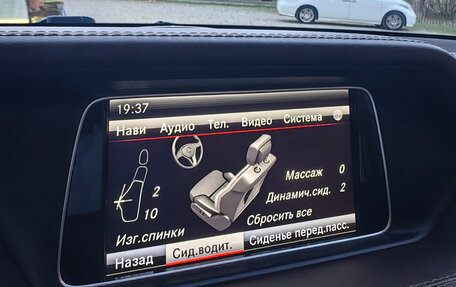 19:37
Нави Аудио Тел. Видео Система
Массаж 0
2
Динамич.сид. 2
10
Сбросить все
Изг.спинки
Назад Сид.водит. Сиденье перед.пасс.